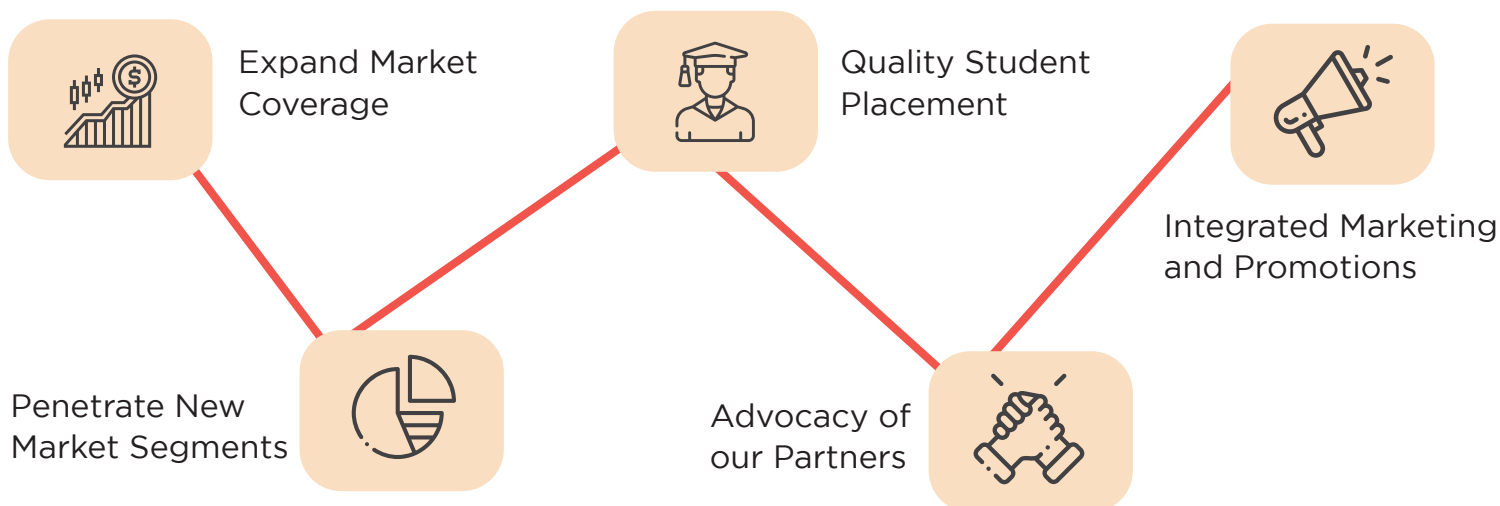 Expand Market
Coverage
Penetrate New
Market Segments
Quality Student
Placement
Advocacy of
our Partners
Integrated Marketing
and Promotions
$